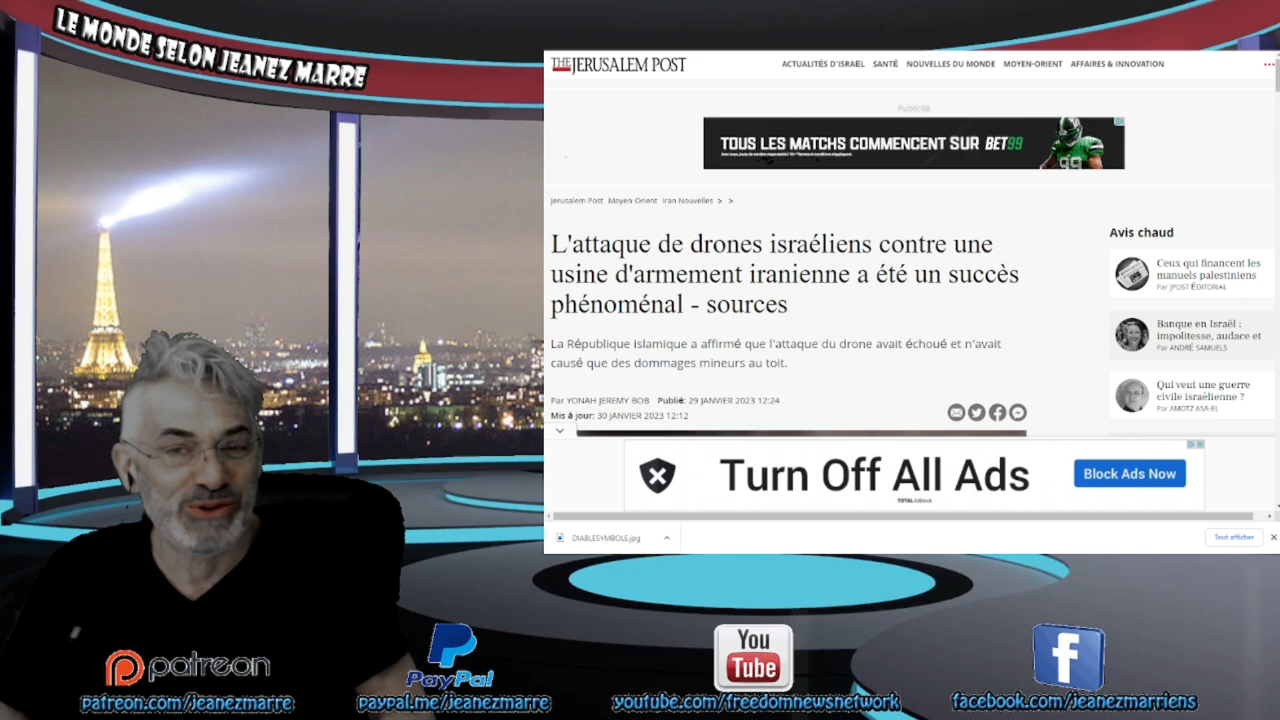 LE MONDE SELON JEANEZ MARRE
THE JERUSALEM POST
ACTUALITÉS D'ISRAËL SANTÉ NOUVELLES DU MONDE MOYEN-ORIENT AFFAIRES & INNOVATION
Publicité
TOUS LES MATCHS COMMENCENT SUR BET99
99
Jerusalem Post Moyen-Orient Iran Nouvelles > >
L'attaque de drones israéliens contre une
usine d'armement iranienne a été un succès
phénoménal - sources
La République islamique a affirmé que l'attaque du drone avait échoué et n'avait
causé que des dommages mineurs au toit.
Par YONAH JEREMY BOB Publié: 29 JANVIER 2023 12:24
Mis à jour: 30 JANVIER 2023 12:12
Avis chaud
Ceux qui financent les
manuels palestiniens
Par JPOST ÉDITORIAL
Banque en Israël :
impolitesse, audace et
Par ANDRÉ SAMUELS
Qui veut une guerre
civile israélienne ?
Par AMOTZ ASA-EL
Turn Off All Ads
TOTAL Adblock
Block Ads Now
DIABLESYMBOLE.jpg
Tout afficher
patreon
patreon.com/jeanezmarre
PayPal
paypal.me/jeanezmarre
You
Tube
youtube.com/freedomnewsnetwork
f
facebook.com/jeanezmarriens